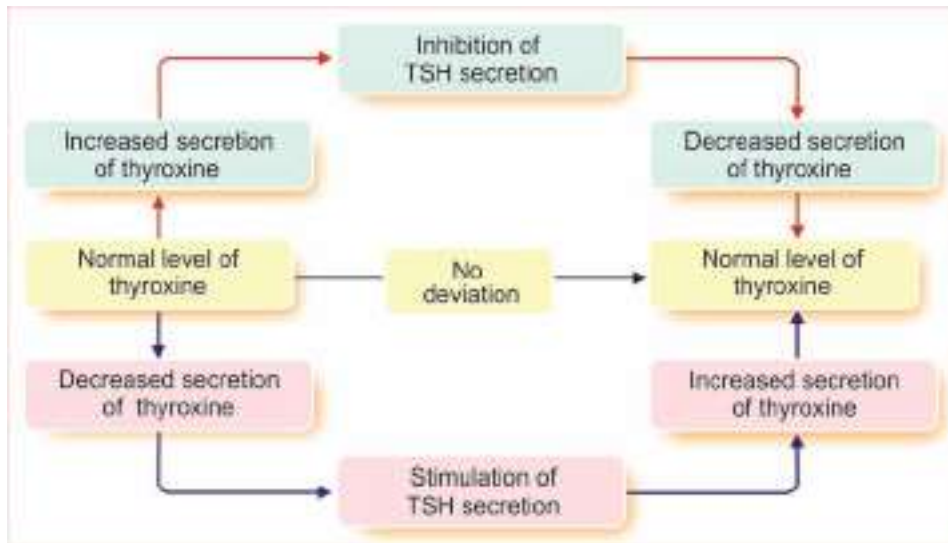 Inhibition of
TSH secretion
Increased secretion
of thyroxine
Decreased secretion
of thyroxine
Normal level of
thyroxine
No
deviation
Normal level of
thyroxine
Decreased secretion
of thyroxine
Increased secretion
of thyroxine
Stimulation of
TSH secretion